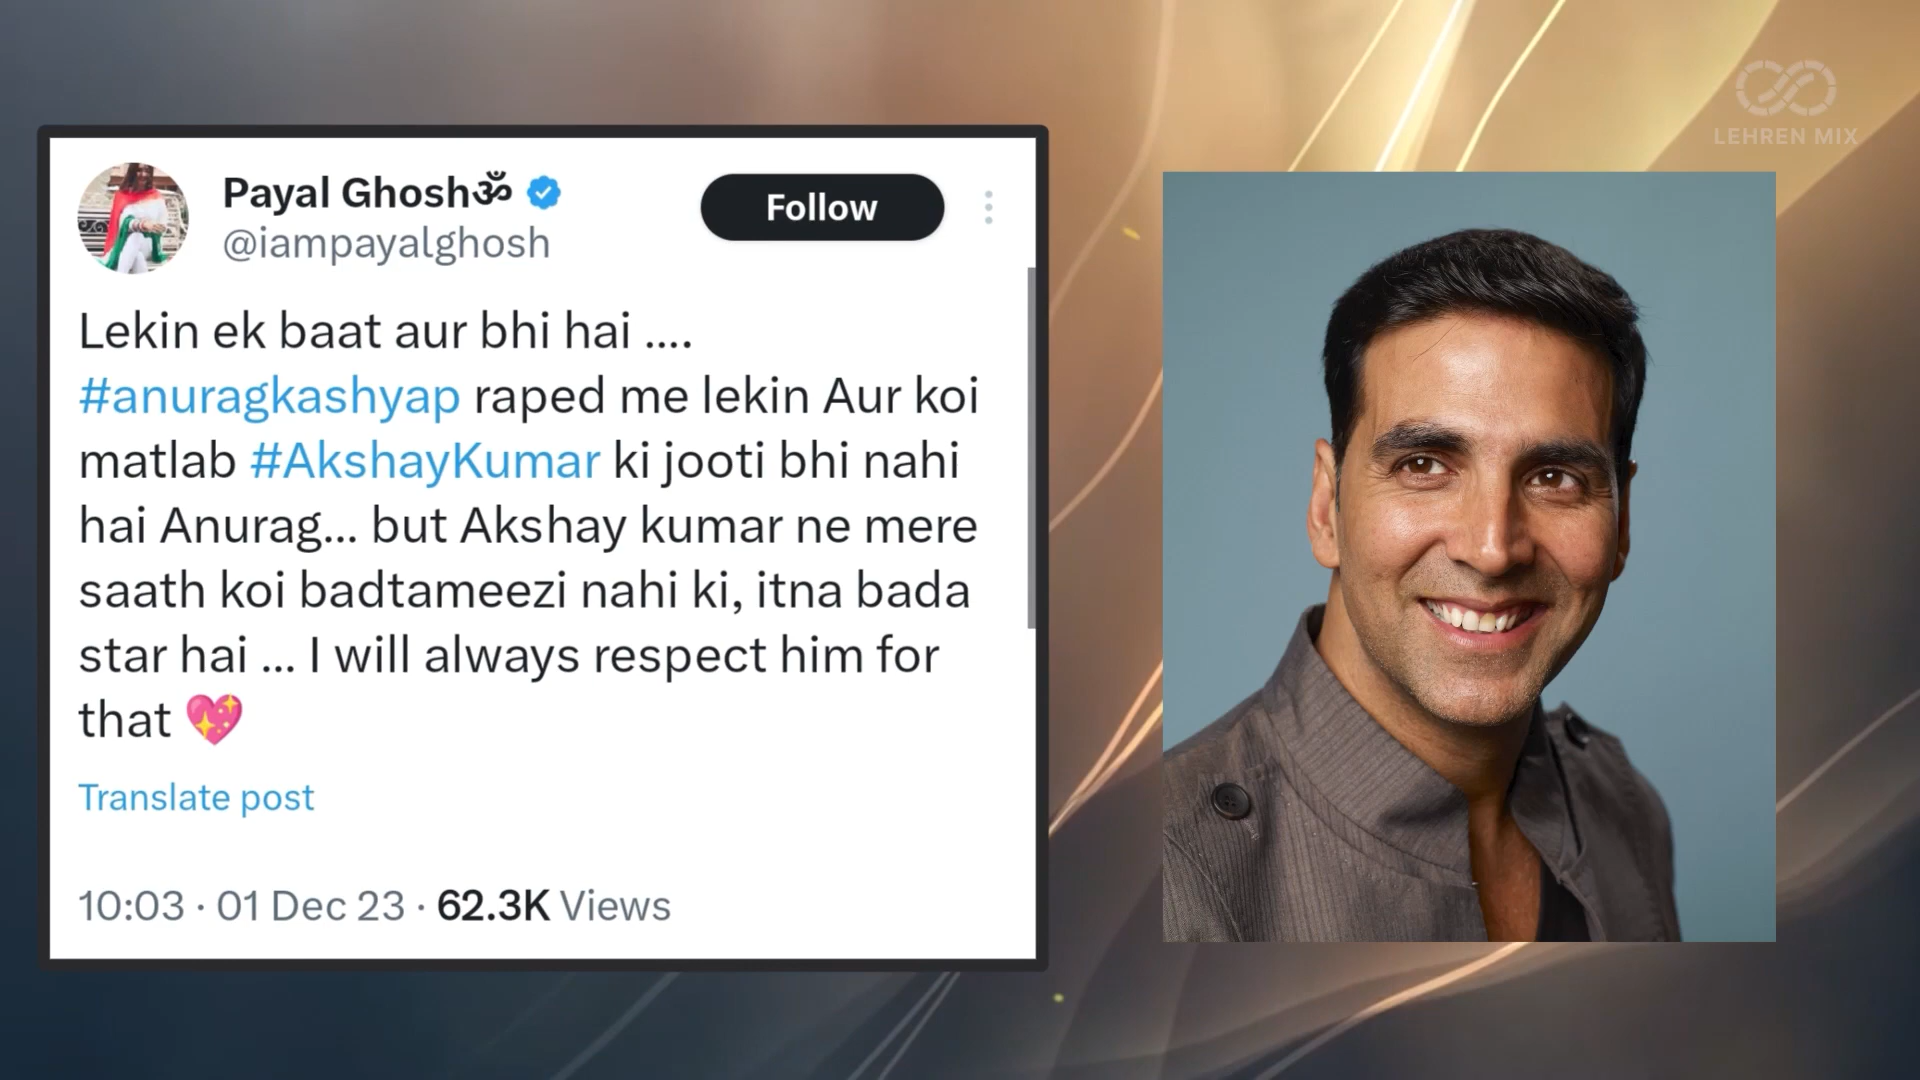 LEHREN MIX
Payal Ghoshॐ
Follow
@iampayalghosh
Lekin ek baat aur bhi hai ....
#anuragkashyap raped me lekin Aur koi
matlab #AkshayKumar ki jooti bhi nahi
hai Anurag... but Akshay kumar ne mere
saath koi badtameezi nahi ki, itna bada
star hai ... I will always respect him for
that 💖
Translate post
10:03 · 01 Dec 23 · 62.3K Views